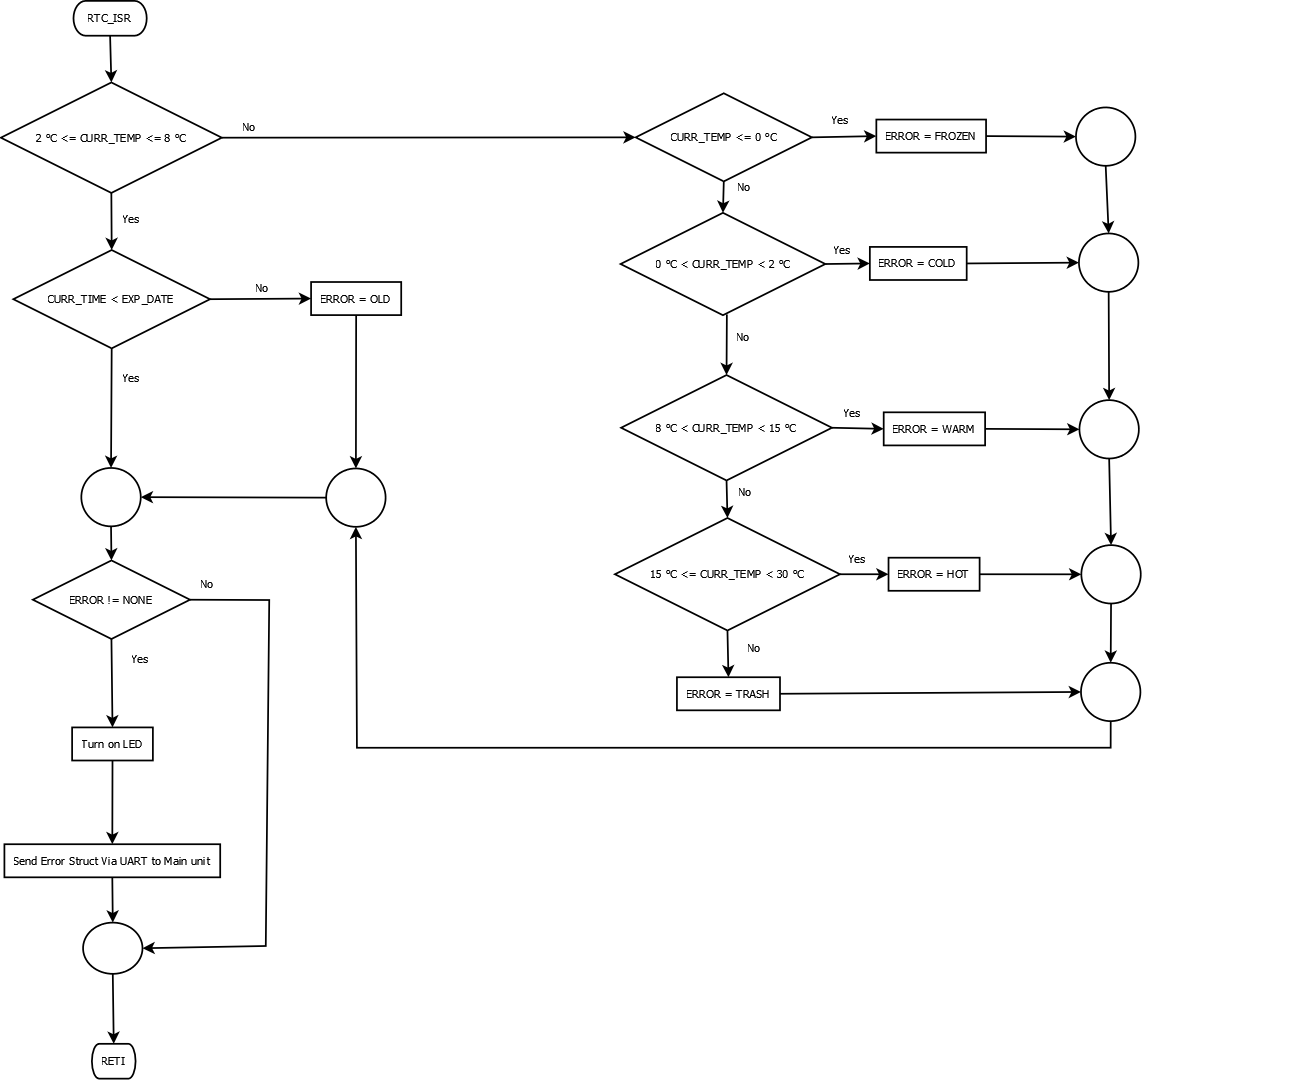 RTC_ISR
2 °C <= CURR_TEMP <= 8 °C
No
CURR_TEMP <= 0 °C
Yes
ERROR = FROZEN
No
Yes
0 °C < CURR_TEMP < 2 °C
Yes
ERROR = COLD
CURR_TIME < EXP_DATE
No
ERROR = OLD
No
Yes
8 °C < CURR_TEMP < 15 °C
Yes
ERROR = WARM
No
15 °C <= CURR_TEMP < 30 °C
Yes
ERROR = HOT
ERROR != NONE
No
No
Yes
ERROR = TRASH
Turn on LED
Send Error Struct Via UART to Main unit
RETI